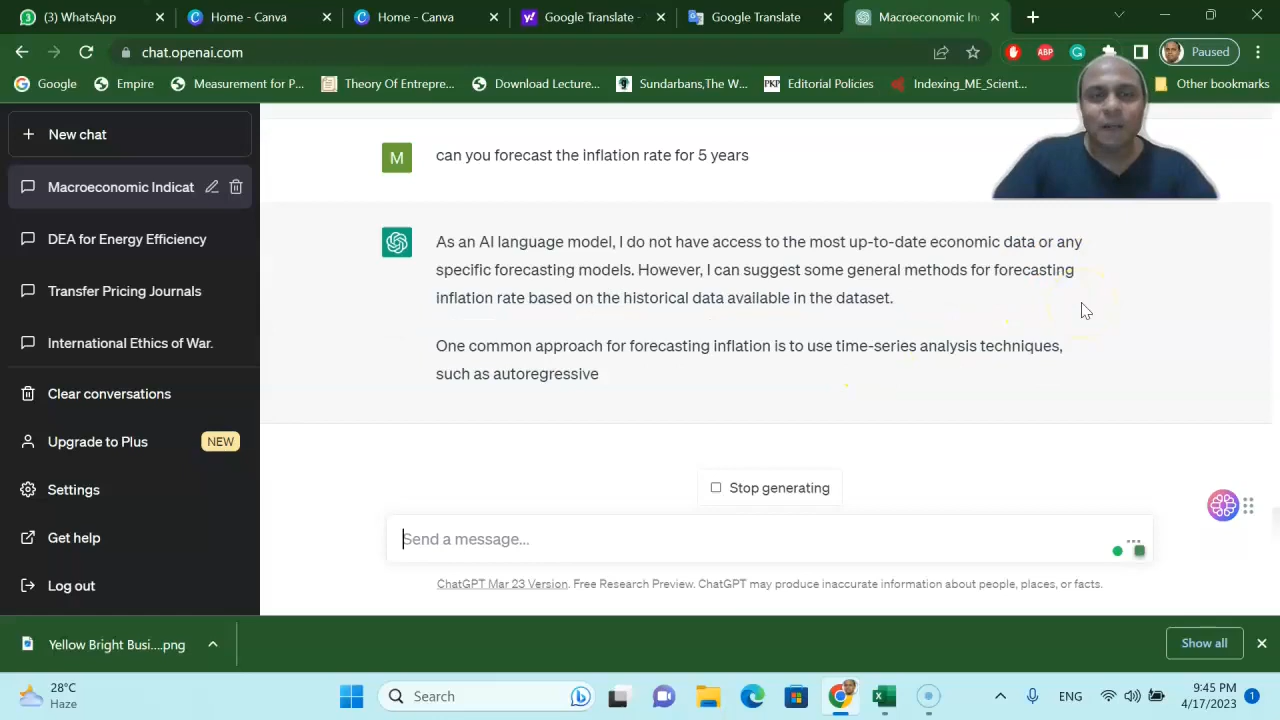 WhatsApp
Home - Canva
Home - Canva
Google Translate -
Google Translate
Macroeconomic In
chat.openai.com
ABP
Paused
Google
Empire
Measurement for P...
Theory Of Entrepre...
Download Lecture...
Sundarbans,The W...
PKP
Editorial Policies
Indexing_ME_Scient...
Other bookmarks
New chat
Macroeconomic Indicat
DEA for Energy Efficiency
Transfer Pricing Journals
International Ethics of War.
Clear conversations
Upgrade to Plus
NEW
Settings
Get help
Log out
M
can you forecast the inflation rate for 5 years
As an AI language model, I do not have access to the most up-to-date economic data or any
specific forecasting models. However, I can suggest some general methods for forecasting
inflation rate based on the historical data available in the dataset.
One common approach for forecasting inflation is to use time-series analysis techniques,
such as autoregressive
Stop generating
Send a message...
ChatGPT Mar 23 Version. Free Research Preview. ChatGPT may produce inaccurate information about people, places, or facts.
Yellow Bright Busi....png
Show all
28°C
Haze
Search
ENG
9:45 PM
4/17/2023
1